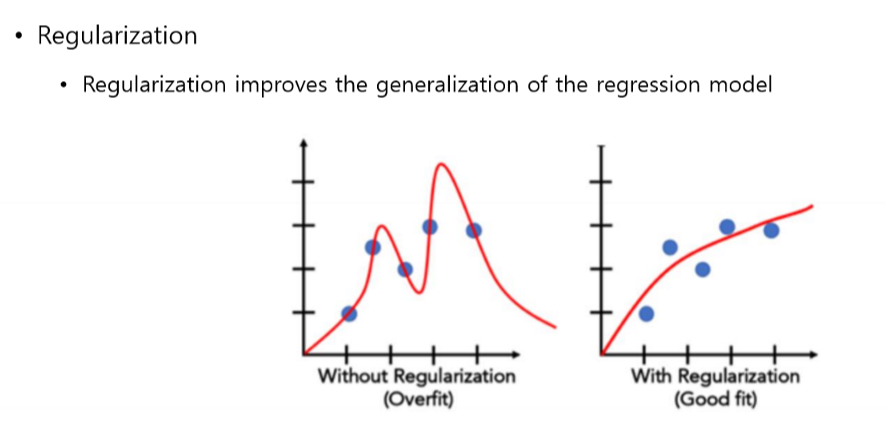 • Regularization
• Regularization improves the generalization of the regression model
Without Regularization
(Overfit)
With Regularization
(Good fit)